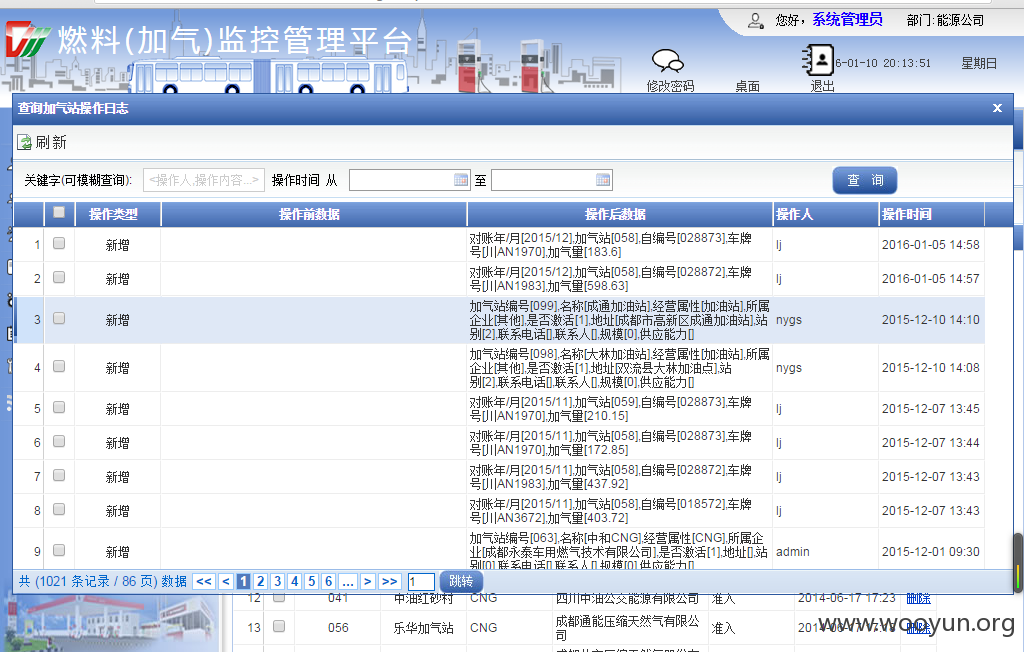 您好，系统管理员 部门:能源公司
燃料(加气)监控管理平台
6-01-10 20:13:51 星期日
修改密码 桌面 退出
查询加气站操作日志 x
刷新
关键字(可模糊查询): <操作人,操作内容...> 操作时间 从 至 查 询
操作类型 操作前数据 操作后数据 操作人 操作时间
1 新增 对账年/月[2015/12],加气站[058],自编号[028873],车牌
号[川AN1970],加气量[183.6] lj 2016-01-05 14:58
2 新增 对账年/月[2015/12],加气站[058],自编号[028872],车牌
号[川AN1983],加气量[598.63] lj 2016-01-05 14:57
3 新增 加气站编号[099],名称[成通加油站],经营属性[加油站],所属
企业[其他],是否激活[1],地址[成都市高新区成通加油站],站
别[2],联系电话[],联系人[],规模[0],供应能力[] nygs 2015-12-10 14:10
4 新增 加气站编号[098],名称[大林加油站],经营属性[加油站],所属
企业[其他],是否激活[1],地址[双流县大林加油点],站
别[2],联系电话[],联系人[],规模[0],供应能力[] nygs 2015-12-10 14:08
5 新增 对账年/月[2015/11],加气站[059],自编号[028873],车牌
号[川AN1970],加气量[210.15] lj 2015-12-07 13:45
6 新增 对账年/月[2015/11],加气站[058],自编号[028873],车牌
号[川AN1970],加气量[172.85] lj 2015-12-07 13:44
7 新增 对账年/月[2015/11],加气站[058],自编号[028872],车牌
号[川AN1983],加气量[437.92] lj 2015-12-07 13:43
8 新增 对账年/月[2015/11],加气站[058],自编号[018572],车牌
号[川AN3672],加气量[403.72] lj 2015-12-07 13:43
9 新增 加气站编号[063],名称[中和CNG],经营属性[CNG],所属企
业[成都永泰车用燃气技术有限公司],是否激活[1],地址[],站
别[0],联系电话[],联系人[],规模[0],供应能力[] admin 2015-12-01 09:30
共 (1021 条记录 / 86 页) 数据 << < 1 2 3 4 5 6 ... > >> 1 跳转
12 041 中油红砂村 CNG 四川中油公交能源有限公司 准入 2014-06-17 17:23 删除
13 056 乐华加气站 CNG 成都通能压缩天然气有限公
司 准入 2014-06-17 删除
www.wooyun.org